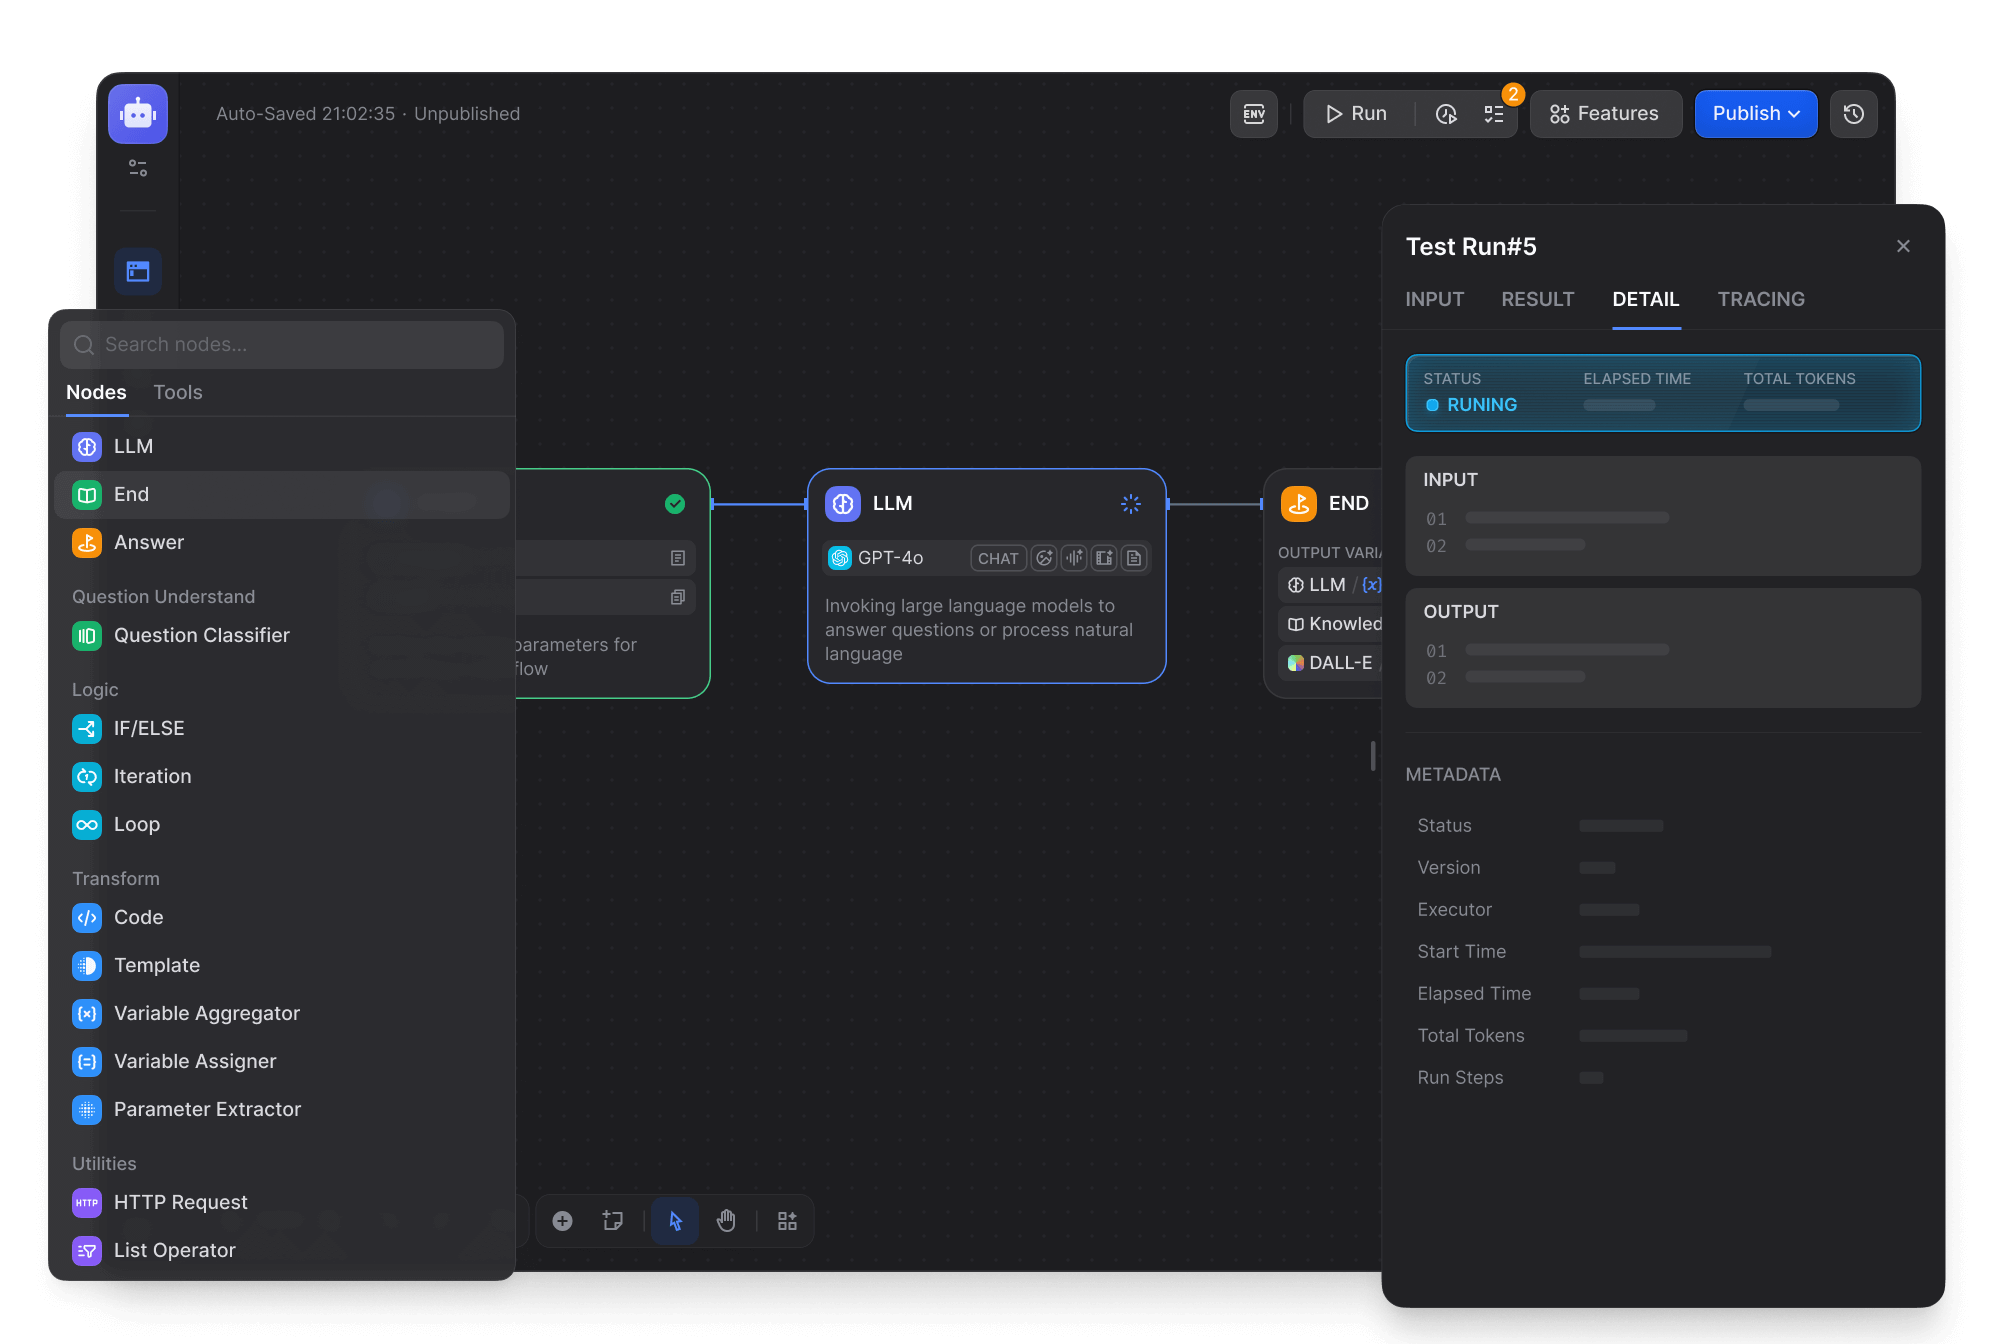 Auto-Saved 21:02:35 · Unpublished
ENV
Run
2
Features
Publish
Search nodes...
Nodes
Tools
LLM
End
Answer
Question Understand
Question Classifier
Logic
IF/ELSE
Iteration
Loop
Transform
Code
Template
Variable Aggregator
Variable Assigner
Parameter Extractor
Utilities
HTTP
HTTP Request
List Operator
parameters for
flow
LLM
GPT-4o
CHAT
Invoking large language models to
answer questions or process natural
language
END
OUTPUT VARIA
LLM / {x}
Knowled
DALL-E
Test Run#5
INPUT
RESULT
DETAIL
TRACING
STATUS
ELAPSED TIME
TOTAL TOKENS
RUNING
INPUT
01
02
OUTPUT
01
02
METADATA
Status
Version
Executor
Start Time
Elapsed Time
Total Tokens
Run Steps